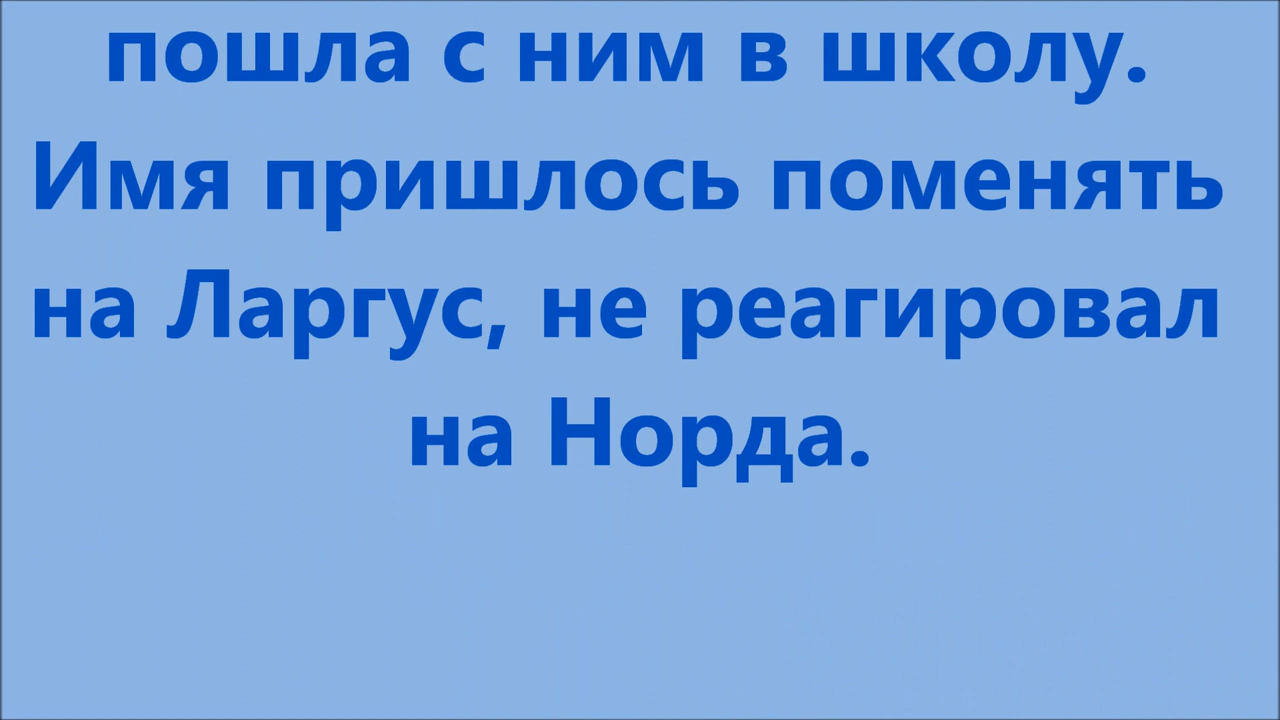 пошла с ним в школу.
Имя пришлось поменять
на Ларгус, не реагировал
на Норда.